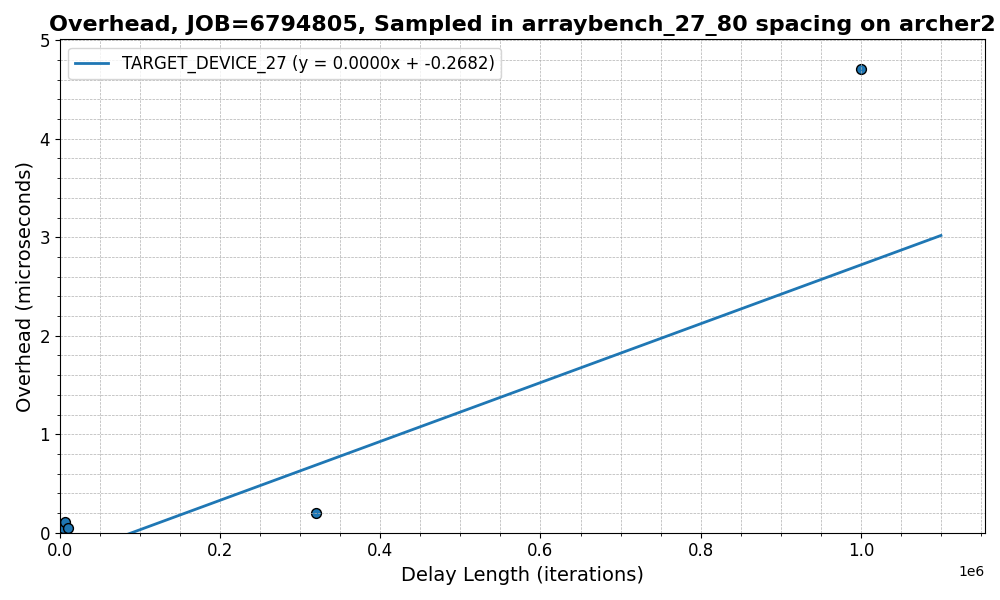 Overhead, JOB=6794805, Sampled in arraybench_27_80 spacing on archer2
TARGET_DEVICE_27 (y = 0.0000x + -0.2682)
Overhead (microseconds)
5
4
3
2
1
0
0.0 0.2 0.4 0.6 0.8 1.0
1e6
Delay Length (iterations)